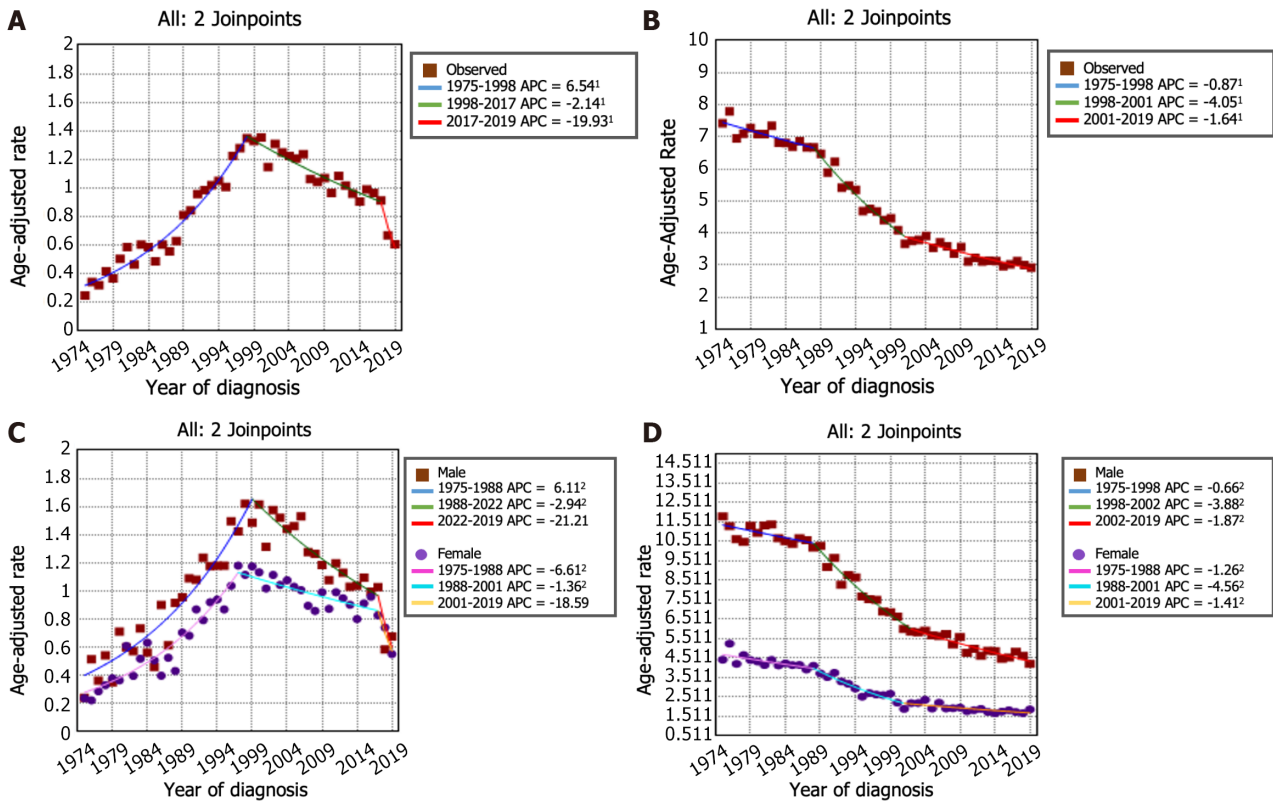 A
All: 2 Joinpoints
Age-adjusted rate
2
1.8
1.6
1.4
1.2
1
0.8
0.6
0.4
0.2
0
1974 1979 1984 1989 1994 1999 2004 2009 2014 2019
Year of diagnosis
Observed
1975-1998 APC = 6.54¹
1998-2017 APC = -2.14¹
2017-2019 APC = -19.93¹
B
All: 2 Joinpoints
Age-Adjusted Rate
10
9
8
7
6
5
4
3
2
1
1974 1979 1984 1989 1994 1999 2004 2009 2014 2019
Year of diagnosis
Observed
1975-1998 APC = -0.87¹
1998-2001 APC = -4.05¹
2001-2019 APC = -1.64¹
C
All: 2 Joinpoints
Age-adjusted rate
2
1.8
1.6
1.4
1.2
1
0.8
0.6
0.4
0.2
0
1974 1979 1984 1989 1994 1999 2004 2009 2014 2019
Year of diagnosis
Male
1975-1988 APC = 6.11²
1988-2022 APC = -2.94²
2022-2019 APC = -21.21
Female
1975-1988 APC = -6.61²
1988-2001 APC = -1.36²
2001-2019 APC = -18.59
D
All: 2 Joinpoints
Age-adjusted rate
14.511
13.511
12.511
11.511
10.511
9.511
8.511
7.511
6.511
5.511
4.511
3.511
2.511
1.511
0.511
1974 1979 1984 1989 1994 1999 2004 2009 2014 2019
Year of diagnosis
Male
1975-1998 APC = -0.66²
1998-2002 APC = -3.88²
2002-2019 APC = -1.87²
Female
1975-1988 APC = -1.26²
1988-2001 APC = -4.56²
2001-2019 APC = -1.41²